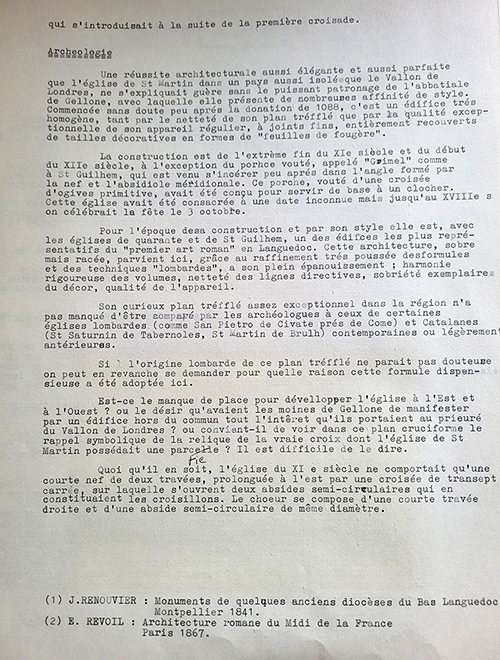 qui s'introduisait à la suite de la première croisade.
Archeologie
Une réussite architecturale aussi élégante et aussi parfaite
que l'église de St Martin dans un pays aussi isolé que le Vallon de
Londres, ne s'expliquait guère sans le puissant patronage de l'abbatiale
de Gellone, avec laquelle elle présente de nombreuses affinité de style.
Commencée sans doute peu aprés la donation de 1088, c'est un édifice trés
homogène, tant par le netteté de son plan tréflé que par la qualité excep-
tionnelle de son appareil régulier, à joints fins, entièrement recouverts
de tailles décoratives en formes de "feuilles de fougère".
La construction est de l'extrême fin du XIe siècle et du début
du XIIe siècle, à l'exception du porhce vouté, appelé "Grimel" comme
à St Guilhem, qui est venu s'incérer peu aprés dans l'angle formé par
la nef et l'absidole méridionale. Ce porche, vouté d'une croisée
d'ogives primitive, avait été conçu pour servir de base à un clocher.
Cette église avait été consacrée à une date inconnue mais jusqu'au XVIIIe s
on célébrait la fête le 3 octobre.
Pour l'époque desa construction et par son style elle est, avec
les églises de quarante et de St Guilhem, un des édifces les plus repré-
sentatifs du "premier art roman" en Languedoc. Cette architecture, sobre
mais racée, parvient ici, grâce au raffinement trés poussée desformules
et des techniques "lombardes", a son plein épanouissement ; harmonie
rigoureuse des volumes, netteté des lignes directives, sobriété exemplaire
du décor, qualité de l'appareil.
Son curieux plan tréfflé assez exceptionnel dans la région n'a
pas manqué d'être comparé par les archéologues à ceux de certaines
églises lombardes (comme San Pietro de Civate prés de Come) et Catalanes
(St Saturnin de Tabernoles, St Martin de Brulh) contemporaines ou légèrement
antérieures.
Si l'origine lombarde de ce plan tréfflé ne parait pas douteuse
on peut en revanche se demander pour quelle raison cette formule dispen-
sieuse a été adoptée ici.
Est-ce le manque de place pour dévellopper l'église à l'Est et
à l'Ouest ? ou le désir qu'avaient les moines de Gellone de manifester
par un édifice hors du commun tout l'intêret qu'ils portaient au prieuré
du Vallon de Londres ? ou conviant-il de voir dans ce plan cruciforme le
rappel symbolique de la relique de la vraie croix dont l'église de St
Martin possédait une parcelle ? Il est difficile de le dire.
Quoi qu'il en soit, l'église du XI e siècle ne comportait qu'une
courte nef de deux travées, prolonguée à l'est par une croisée de transept
carrée, sur laquelle s'ouvrent deux absides semi-circulaires qui en
constituaient les croisillons. Le choeur se compose d'une courte travée
droite et d'une abside semi-circulaire de même diamètre.
(1) J.RENOUVIER : Monuments de quelques anciens diocèses du Bas Languedoc
Montpellier 1841.
(2) E. REVOIL : Architecture romane du Midi de la France
Paris 1867.